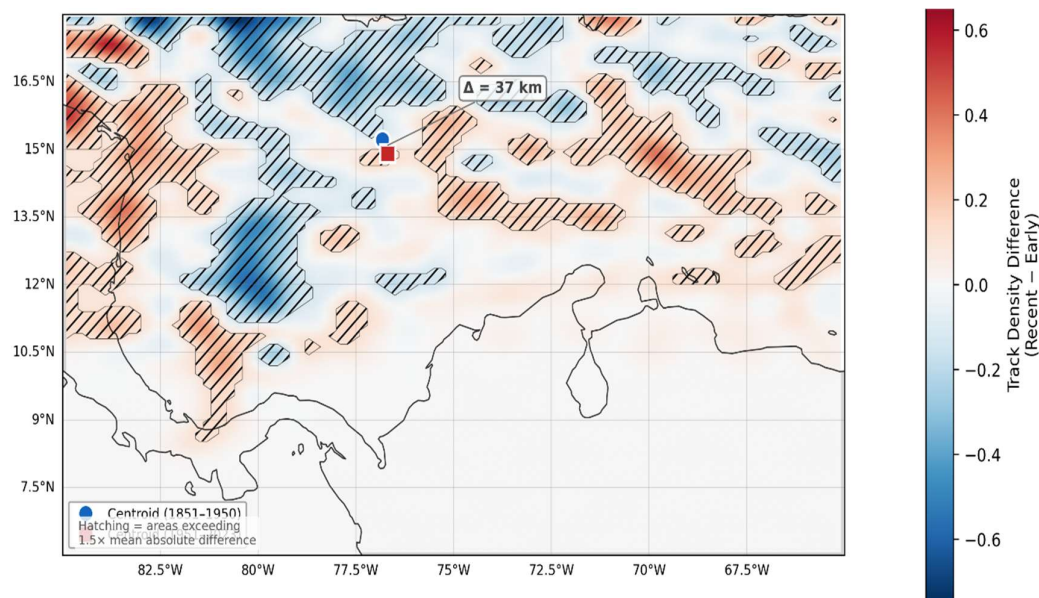 Δ = 37 km
16.5°N
15°N
13.5°N
12°N
10.5°N
9°N
7.5°N
82.5°W
80°W
77.5°W
75°W
72.5°W
70°W
67.5°W
Centroid (1851–1950)
Hatching = areas exceeding
1.5× mean absolute difference
0.6
0.4
0.2
0.0
−0.2
−0.4
−0.6
Track Density Difference
(Recent − Early)